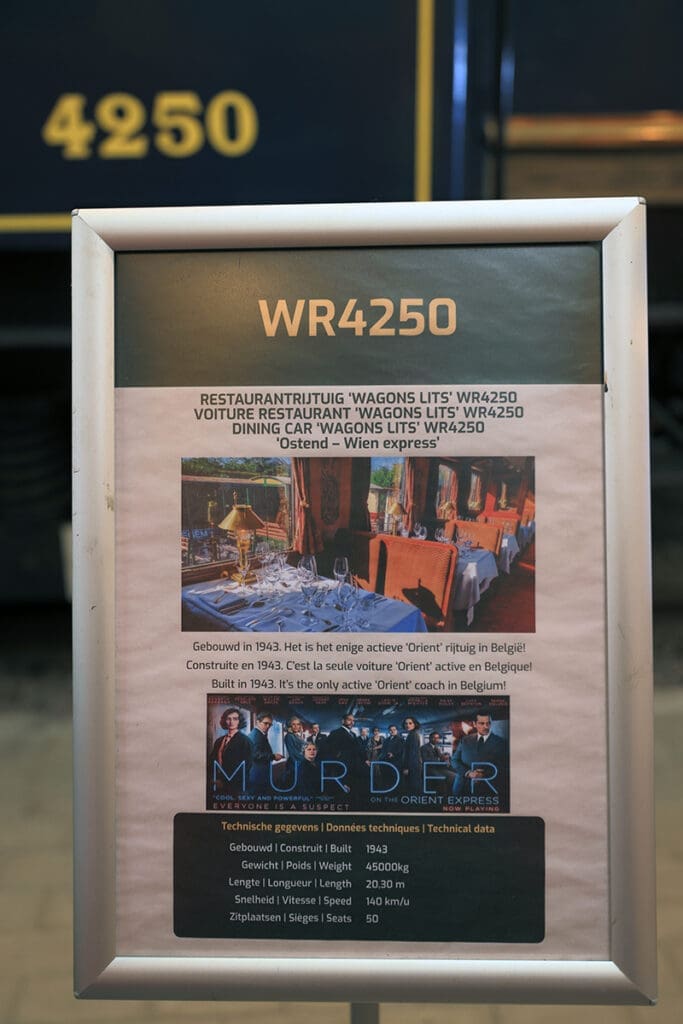 4250
WR4250
RESTAURANTRIJTUIG ‘WAGONS LITS’ WR4250
VOITURE RESTAURANT ‘WAGONS LITS’ WR4250
DINING CAR ‘WAGONS LITS’ WR4250
‘Ostend – Wien express’
Gebouwd in 1943. Het is het enige actieve ‘Orient’ rijtuig in België!
Construite en 1943. C’est la seule voiture ‘Orient’ active en Belgique!
Built in 1943. It’s the only active ‘Orient’ coach in Belgium!
MURDER
"COOL, SEXY AND POWERFUL"
ON THE ORIENT EXPRESS
EVERYONE IS A SUSPECT
NOW PLAYING
Technische gegevens | Données techniques | Technical data
Gebouwd | Construit | Built 1943
Gewicht | Poids | Weight 45000kg
Lengte | Longueur | Length 20,30 m
Snelheid | Vitesse | Speed 140 km/u
Zitplaatsen | Sièges | Seats 50